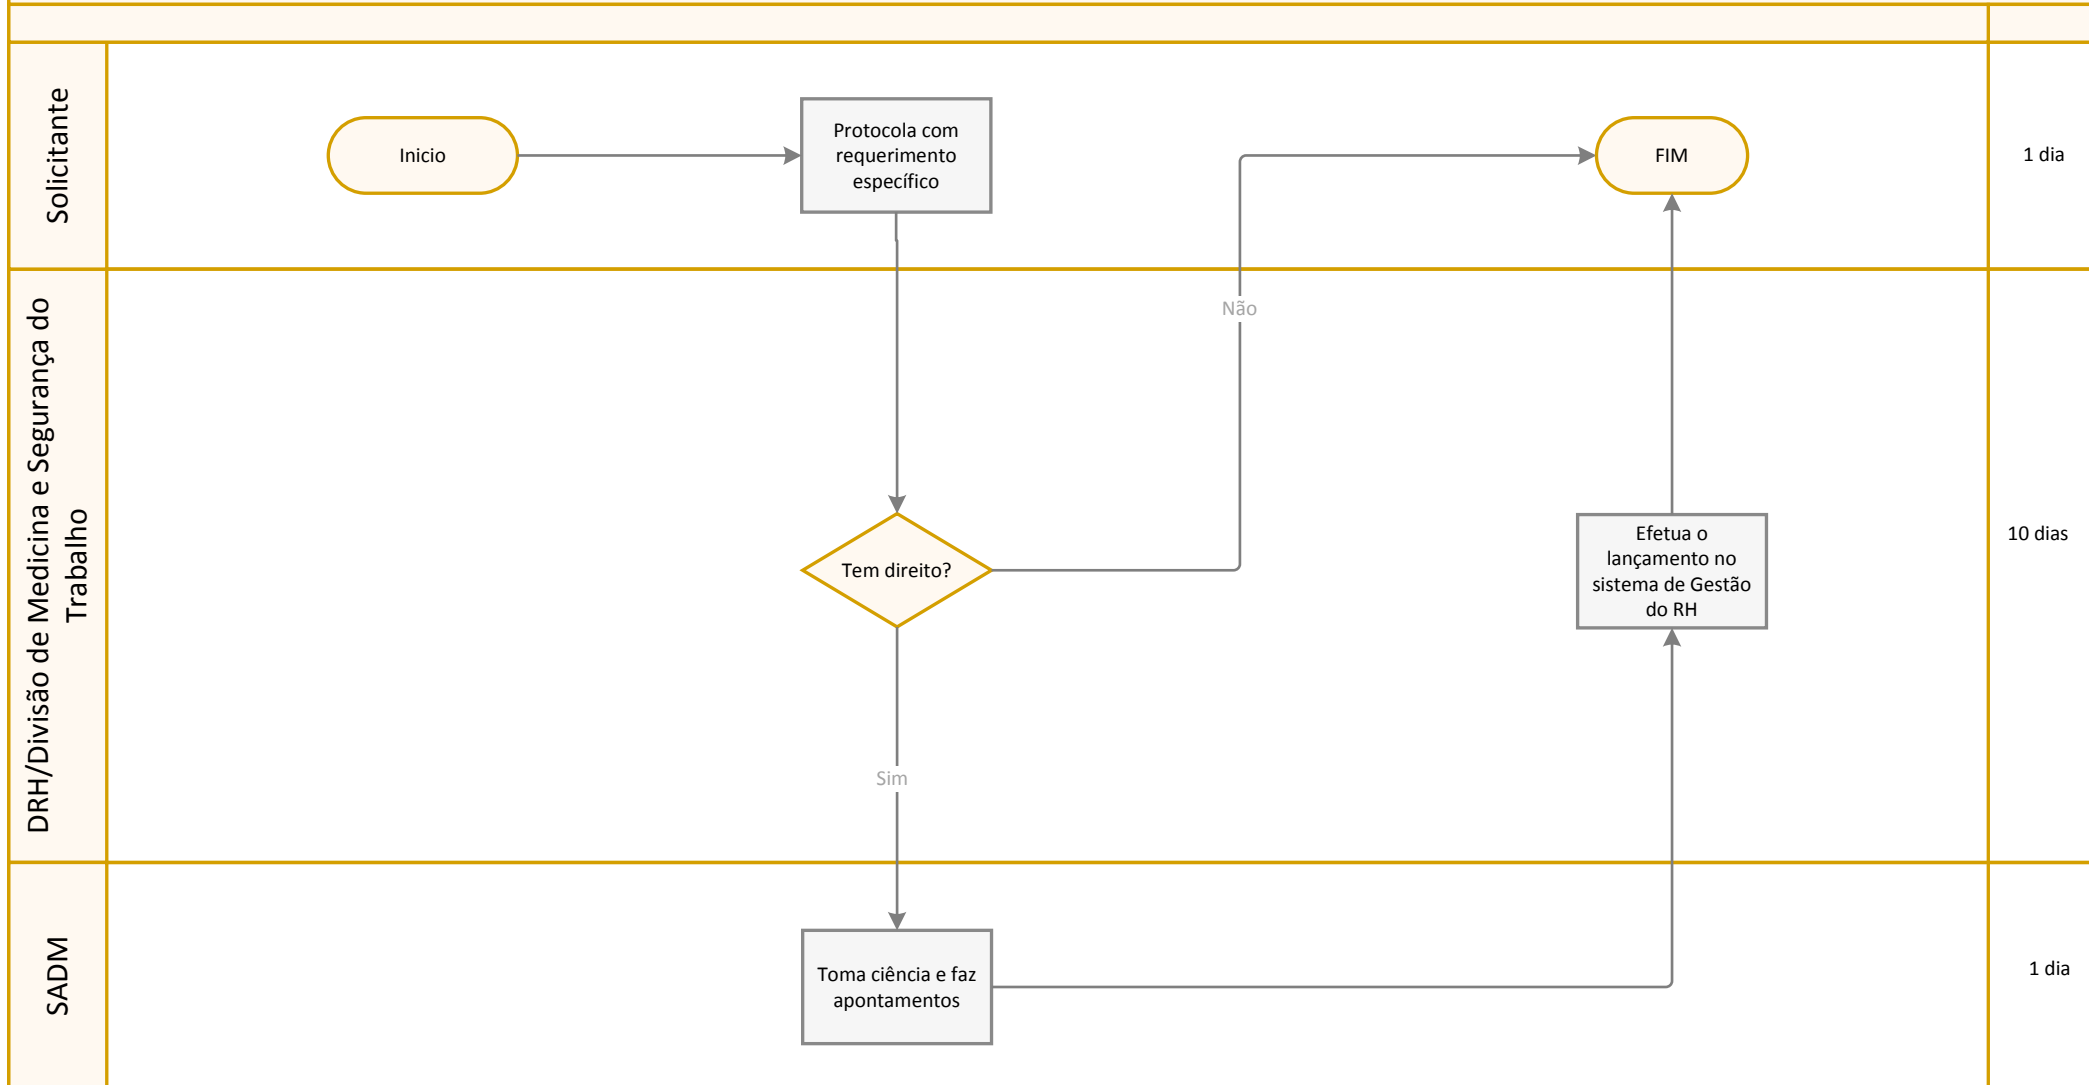 Solicitante
Inicio
Protocola com
requerimento
específico
FIM
1 dia
DRH/Divisão de Medicina e Segurança do
Trabalho
Não
Tem direito?
Efetua o
lançamento no
sistema de Gestão
do RH
10 dias
Sim
SADM
Toma ciência e faz
apontamentos
1 dia